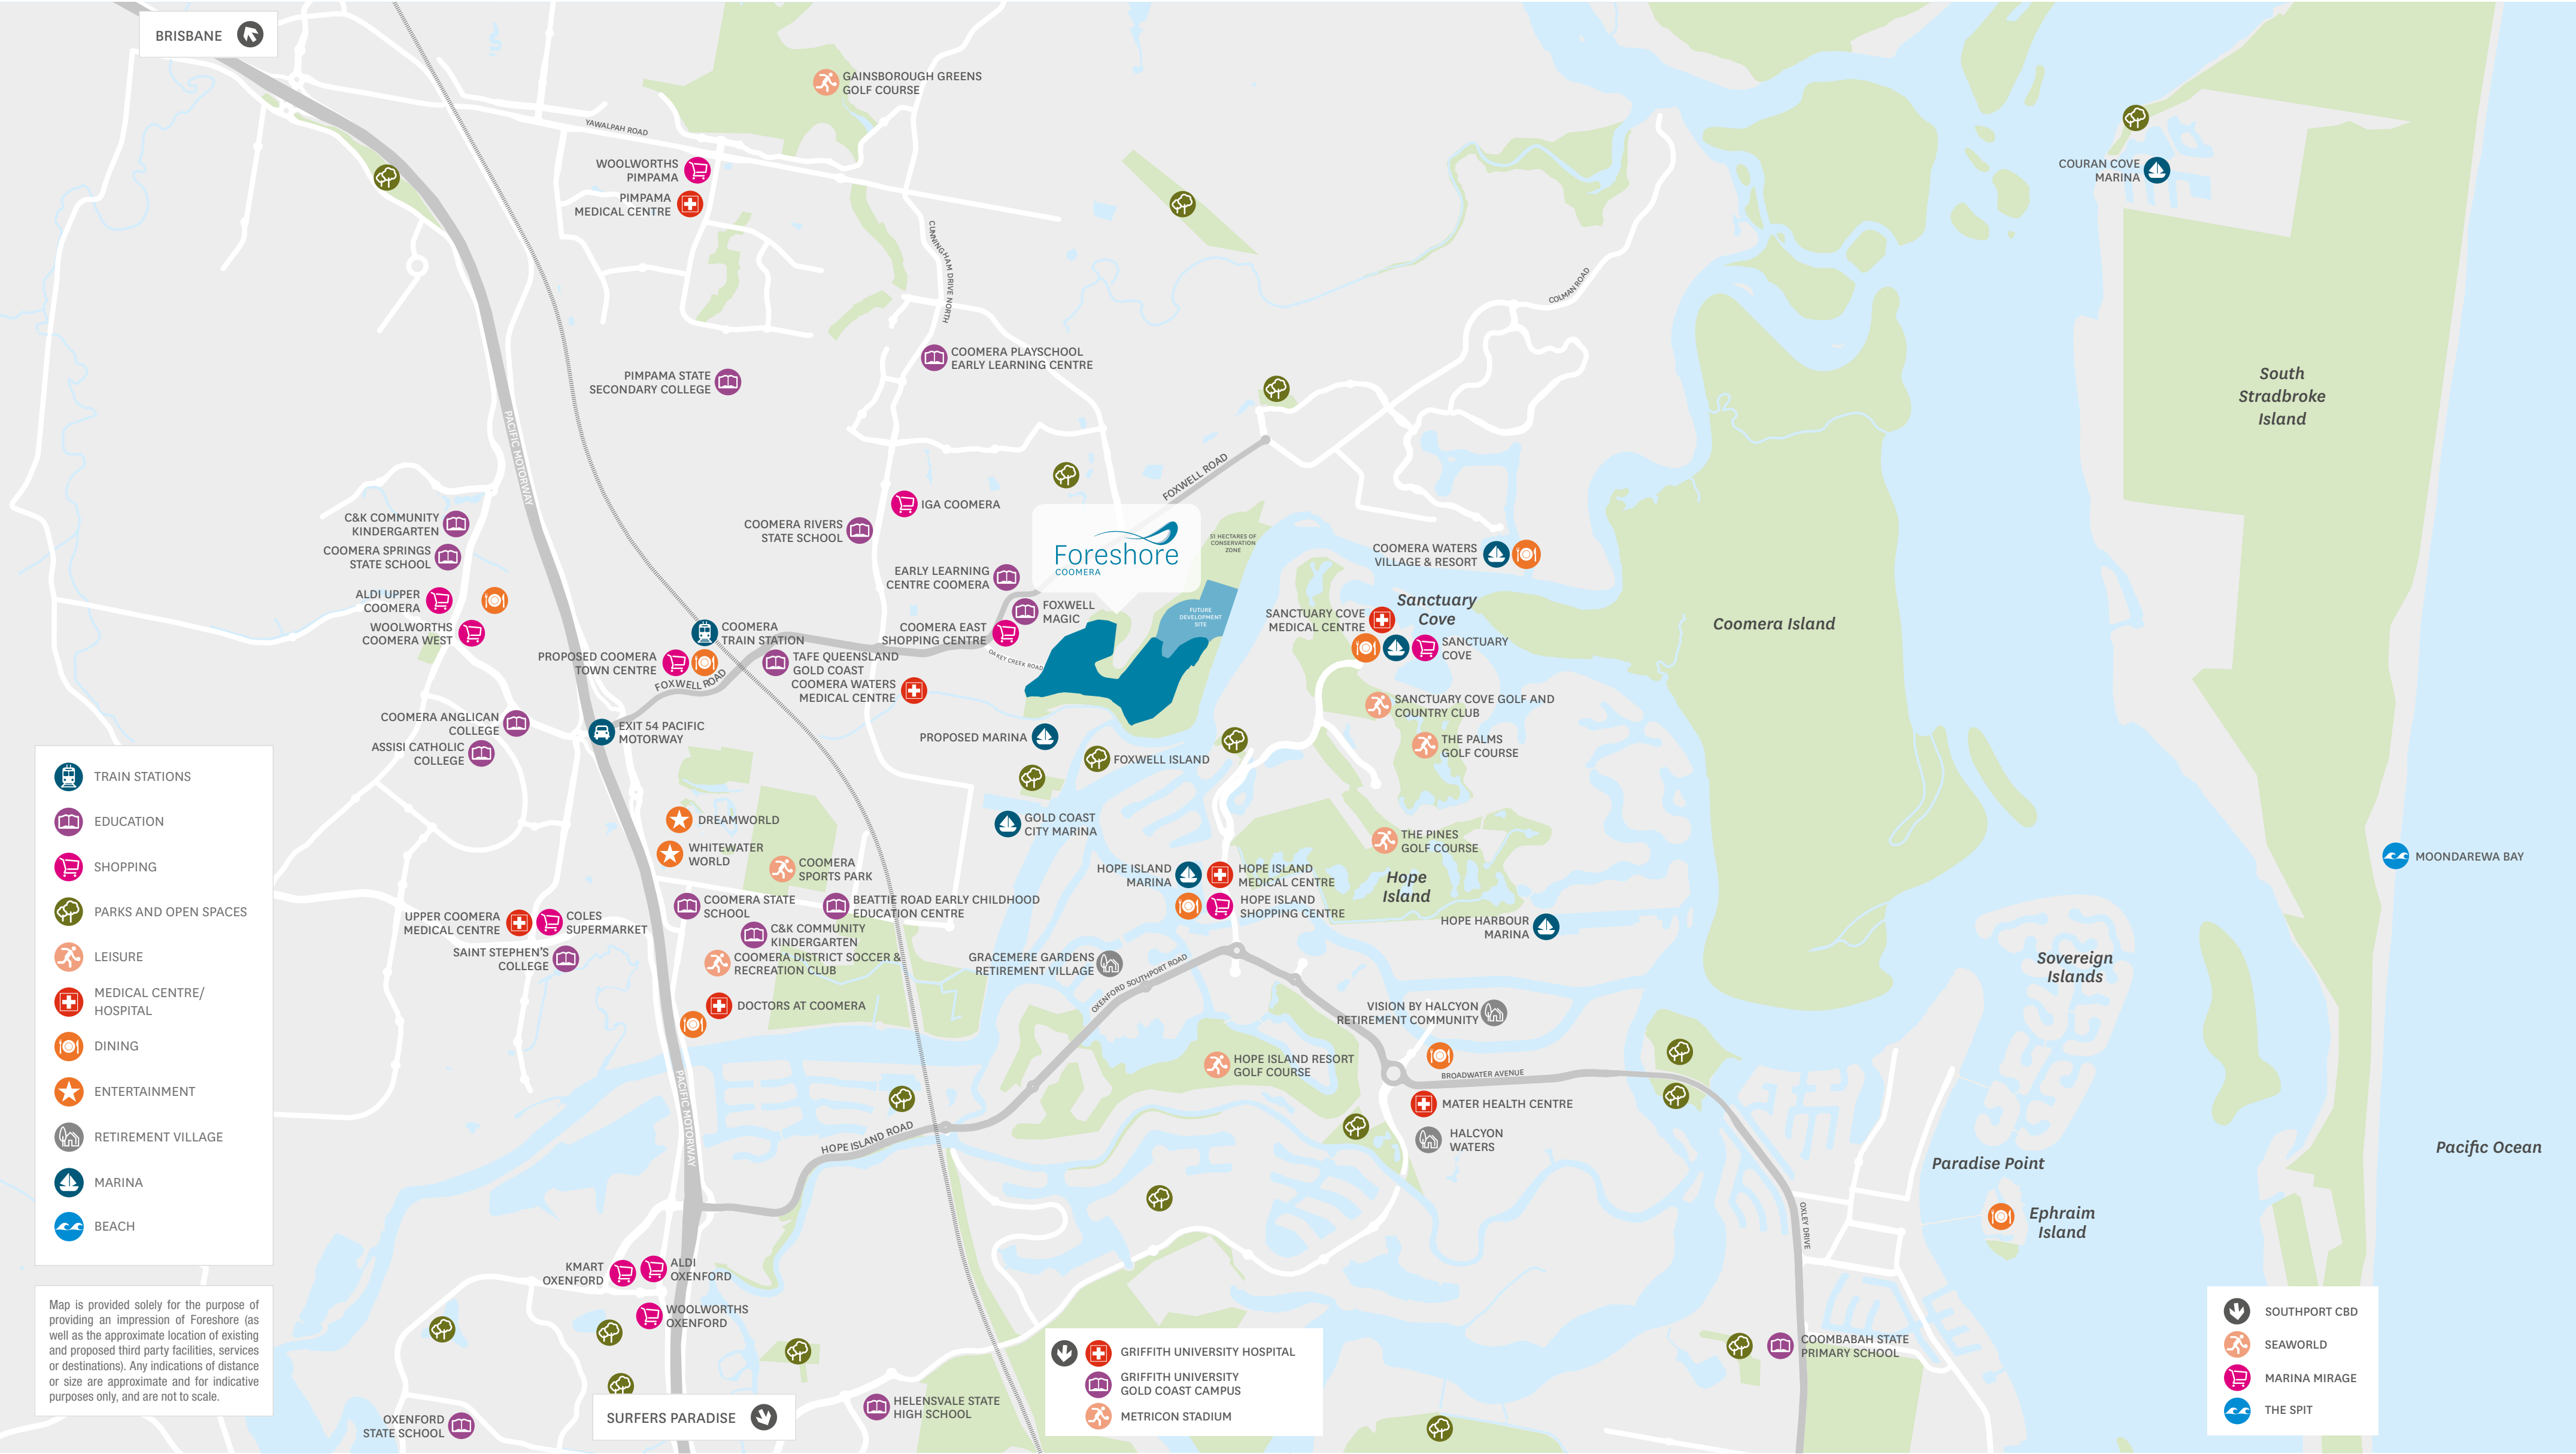 BRISBANE
GAINSBOROUGH GREENS
GOLF COURSE
YAWALPAH ROAD
WOOLWORTHS
PIMPAMA
PIMPAMA
MEDICAL CENTRE
COURAN COVE
MARINA
CUNNINGHAM DRIVE NORTH
COLMAN ROAD
COOMERA PLAYSCHOOL
EARLY LEARNING CENTRE
PIMPAMA STATE
SECONDARY COLLEGE
South
Stradbroke
Island
PACIFIC MOTORWAY
FOXWELL ROAD
IGA COOMERA
C&K COMMUNITY
KINDERGARTEN
COOMERA RIVERS
STATE SCHOOL
COOMERA SPRINGS
STATE SCHOOL
Foreshore
COOMERA
51 HECTARES OF
CONSERVATION
ZONE
COOMERA WATERS
VILLAGE & RESORT
EARLY LEARNING
CENTRE COOMERA
ALDI UPPER
COOMERA
FOXWELL
MAGIC
FUTURE
DEVELOPMENT
SITE
Sanctuary
Cove
SANCTUARY COVE
MEDICAL CENTRE
Coomera Island
WOOLWORTHS
COOMERA WEST
COOMERA
TRAIN STATION
COOMERA EAST
SHOPPING CENTRE
OAKEY CREEK ROAD
SANCTUARY
COVE
PROPOSED COOMERA
TOWN CENTRE
TAFE QUEENSLAND
GOLD COAST
FOXWELL ROAD
COOMERA WATERS
MEDICAL CENTRE
SANCTUARY COVE GOLF AND
COUNTRY CLUB
COOMERA ANGLICAN
COLLEGE
EXIT 54 PACIFIC
MOTORWAY
PROPOSED MARINA
THE PALMS
GOLF COURSE
ASSISI CATHOLIC
COLLEGE
FOXWELL ISLAND
TRAIN STATIONS
EDUCATION
SHOPPING
PARKS AND OPEN SPACES
LEISURE
MEDICAL CENTRE/
HOSPITAL
DINING
ENTERTAINMENT
RETIREMENT VILLAGE
MARINA
BEACH
DREAMWORLD
GOLD COAST
CITY MARINA
WHITEWATER
WORLD
THE PINES
GOLF COURSE
COOMERA
SPORTS PARK
MOONDAREWA BAY
HOPE ISLAND
MARINA
HOPE ISLAND
MEDICAL CENTRE
Hope
Island
COOMERA STATE
SCHOOL
BEATTIE ROAD EARLY CHILDHOOD
EDUCATION CENTRE
HOPE ISLAND
SHOPPING CENTRE
UPPER COOMERA
MEDICAL CENTRE
COLES
SUPERMARKET
HOPE HARBOUR
MARINA
C&K COMMUNITY
KINDERGARTEN
SAINT STEPHEN'S
COLLEGE
COOMERA DISTRICT SOCCER &
RECREATION CLUB
GRACEMERE GARDENS
RETIREMENT VILLAGE
OXENFORD SOUTHPORT ROAD
Sovereign
Islands
DOCTORS AT COOMERA
VISION BY HALCYON
RETIREMENT COMMUNITY
HOPE ISLAND RESORT
GOLF COURSE
BROADWATER AVENUE
PACIFIC MOTORWAY
MATER HEALTH CENTRE
HOPE ISLAND ROAD
HALCYON
WATERS
Pacific Ocean
Paradise Point
OXLEY DRIVE
Ephraim
Island
KMART
OXENFORD
ALDI
OXENFORD
WOOLWORTHS
OXENFORD
Map is provided solely for the purpose of
providing an impression of Foreshore (as
well as the approximate location of existing
and proposed third party facilities, services
or destinations). Any indications of distance
or size are approximate and for indicative
purposes only, and are not to scale.
COOMBABAH STATE
PRIMARY SCHOOL
GRIFFITH UNIVERSITY HOSPITAL
GRIFFITH UNIVERSITY
GOLD COAST CAMPUS
METRICON STADIUM
SOUTHPORT CBD
SEAWORLD
MARINA MIRAGE
THE SPIT
SURFERS PARADISE
HELENSVALE STATE
HIGH SCHOOL
OXENFORD
STATE SCHOOL